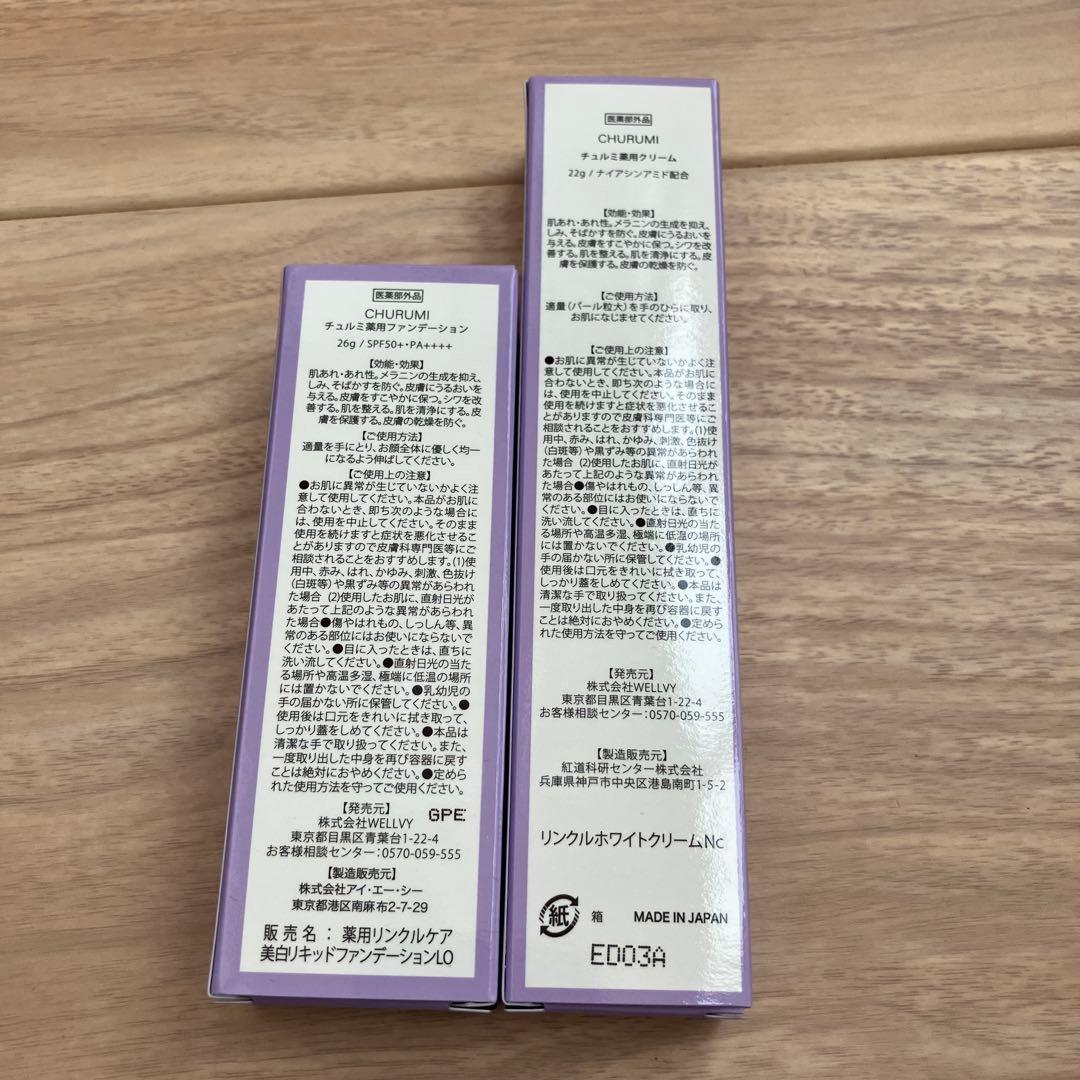 医薬部外品
CHURUMI
チュルミ薬用ファンデーション
26g / SPF50+・PA++++
【効能・効果】
肌あれ・あれ性。メラニンの生成を抑え、
しみ、そばかすを防ぐ。皮膚にうるおいを
与える。皮膚をすこやかに保つ。シワを改
善する。肌を整える。肌を清浄にする。皮
膚を保護する。皮膚の乾燥を防ぐ。
【ご使用方法】
適量を手にとり、お顔全体に優しく均一
になるよう伸ばしてください。
【ご使用上の注意】
●お肌に異常が生じていないかよく注
意して使用してください。本品がお肌に
合わないとき、即ち次のような場合に
は、使用を中止してください。そのまま
使用を続けますと症状を悪化させるこ
とがありますので皮膚科専門医等にご
相談されることをおすすめします。(1)使
用中、赤み、はれ、かゆみ、刺激、色抜け
(白斑等)や黒ずみ等の異常があらわれ
た場合 (2)使用したお肌に、直射日光が
あたって上記のような異常があらわれ
た場合●傷やはれもの、しっしん等、異
常のある部位にはお使いにならないで
ください。●目に入ったときは、直ちに
洗い流してください。●直射日光の当た
る場所や高温多湿、極端に低温の場所
には置かないでください。●乳幼児の
手の届かない所に保管してください。●
使用後は口元をきれいに拭き取って、
しっかり蓋をしめてください。●本品は
清潔な手で取り扱ってください。また、
一度取り出した中身を再び容器に戻す
ことは絶対におやめください。●定めら
れた使用方法を守ってご使用ください。
【発売元】
株式会社WELLVY
GPE
東京都目黒区青葉台1-22-4
お客様相談センター:0570-059-555
【製造販売元】
株式会社アイ・エー・シー
東京都港区南麻布2-7-29
販売名:薬用リンクルケア
美白リキッドファンデーションLO
医薬部外品
CHURUMI
チュルミ薬用クリーム
22g / ナイアシンアミド配合
【効能・効果】
肌あれ・あれ性。メラニンの生成を抑え、
しみ、そばかすを防ぐ。皮膚にうるおいを
与える。皮膚をすこやかに保つ。シワを改
善する。肌を整える。肌を清浄にする。皮
膚を保護する。皮膚の乾燥を防ぐ。
【ご使用方法】
適量(パール粒大)を手のひらに取り、
お肌になじませてください。
【ご使用上の注意】
●お肌に異常が生じていないかよく注
意して使用してください。本品がお肌に
合わないとき、即ち次のような場合に
は、使用を中止してください。そのまま
使用を続けますと症状を悪化させるこ
とがありますので皮膚科専門医等にご
相談されることをおすすめします。(1)使
用中、赤み、はれ、かゆみ、刺激、色抜け
(白斑等)や黒ずみ等の異常があらわれ
た場合 (2)使用したお肌に、直射日光が
あたって上記のような異常があらわれ
た場合●傷やはれもの、しっしん等、異
常のある部位にはお使いにならないで
ください。●目に入ったときは、直ちに
洗い流してください。●直射日光の当た
る場所や高温多湿、極端に低温の場所
には置かないでください。●乳幼児の
手の届かない所に保管してください。●
使用後は口元をきれいに拭き取って、
しっかり蓋をしめてください。●本品は
清潔な手で取り扱ってください。また、
一度取り出した中身を再び容器に戻す
ことは絶対におやめください。●定めら
れた使用方法を守ってご使用ください。
【発売元】
株式会社WELLVY
東京都目黒区青葉台1-22-4
お客様相談センター:0570-059-555
【製造販売元】
紅道科研センター株式会社
兵庫県神戸市中央区港島南町1-5-2
リンクルホワイトクリームNc
紙 箱 MADE IN JAPAN
ED03A